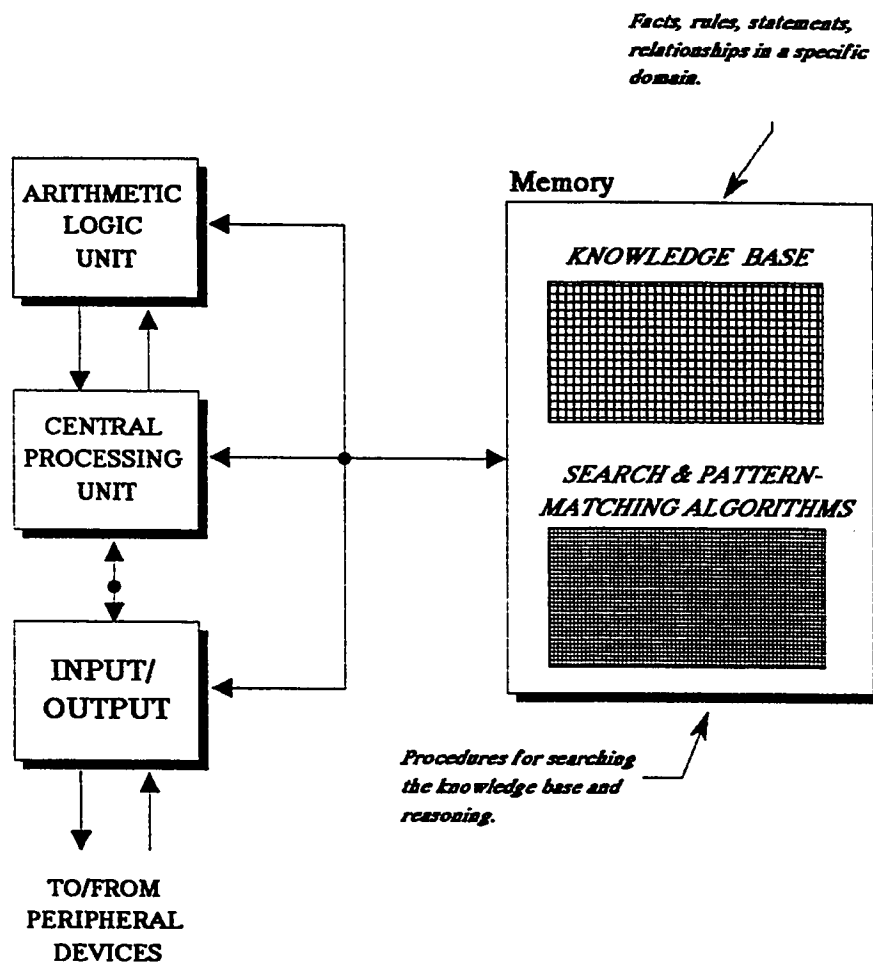 Facts, rules, statements,
relationships in a specific
domain.
ARITHMETIC
LOGIC
UNIT
Memory
KNOWLEDGE BASE
CENTRAL
PROCESSING
UNIT
SEARCH & PATTERN-
MATCHING ALGORITHMS
INPUT/
OUTPUT
Procedures for searching
the knowledge base and
reasoning.
TO/FROM
PERIPHERAL
DEVICES